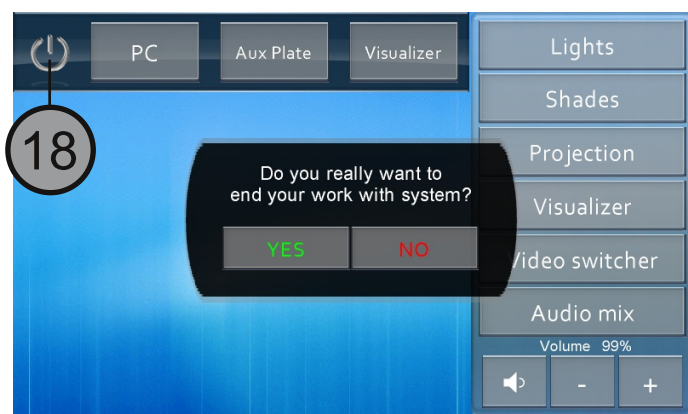 PC
Aux Plate
Visualizer
18
Lights
Shades
Projection
Visualizer
Video switcher
Audio mix
Volume 99%
- +
Do you really want to
end your work with system?
YES NO